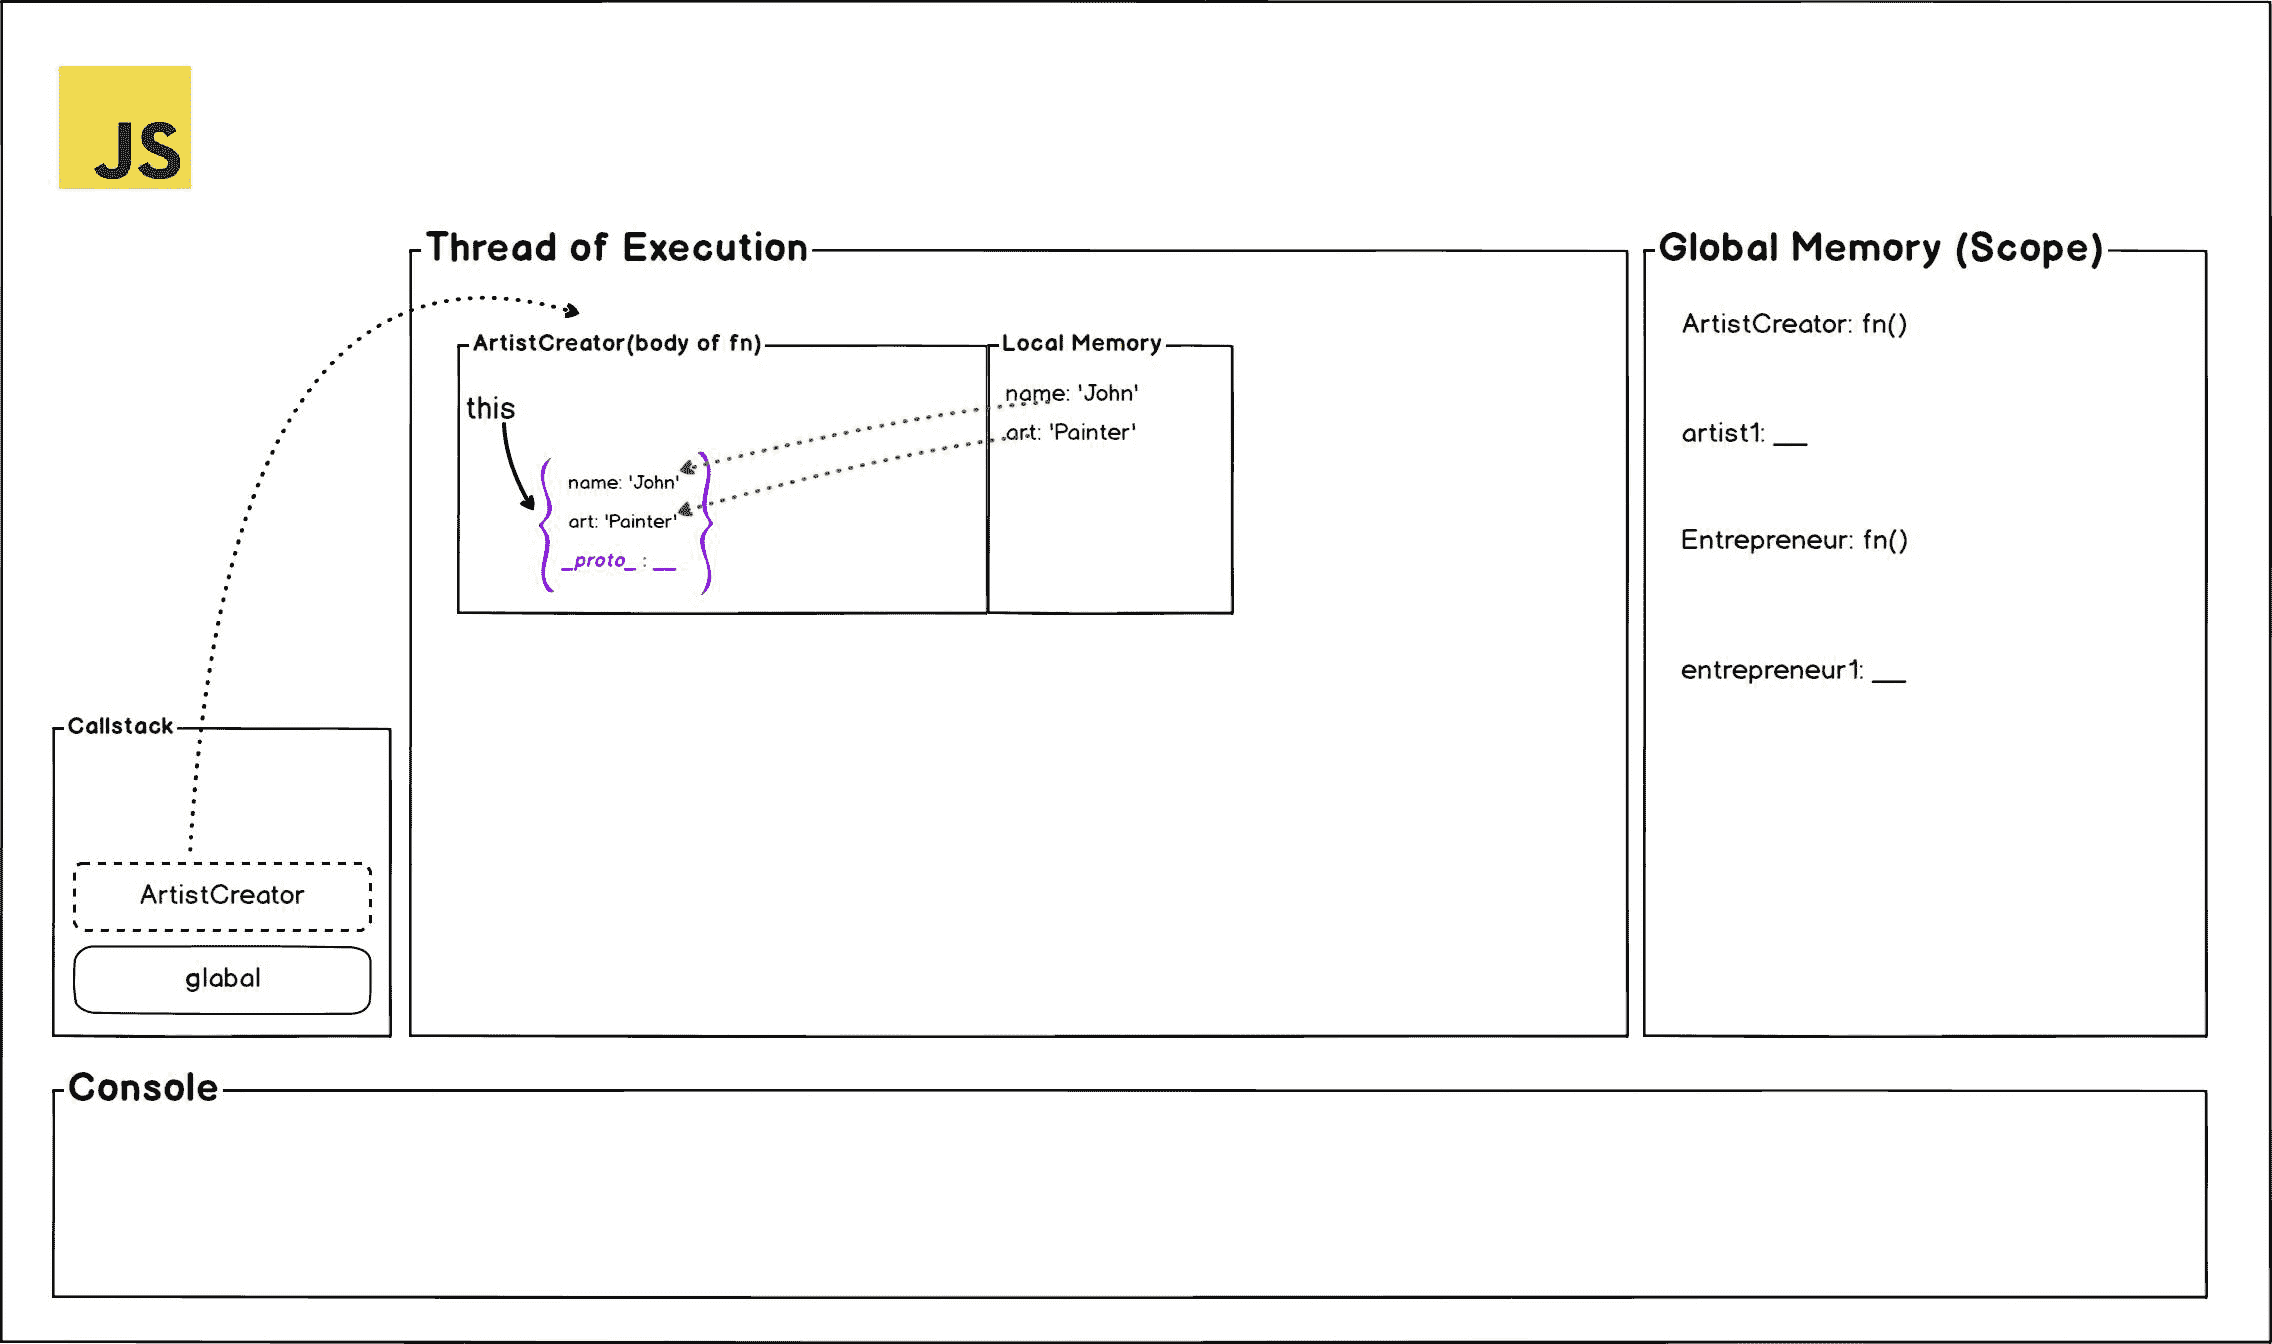 JS
Thread of Execution
Global Memory (Scope)
ArtistCreator(body of fn)
Local Memory
this
name: 'John'
art: 'Painter'
_proto_ : __
name: 'John'
art: 'Painter'
ArtistCreator: fn()
artist1: __
Entrepreneur: fn()
entrepreneur1: __
Callstack
ArtistCreator
glabal
Console